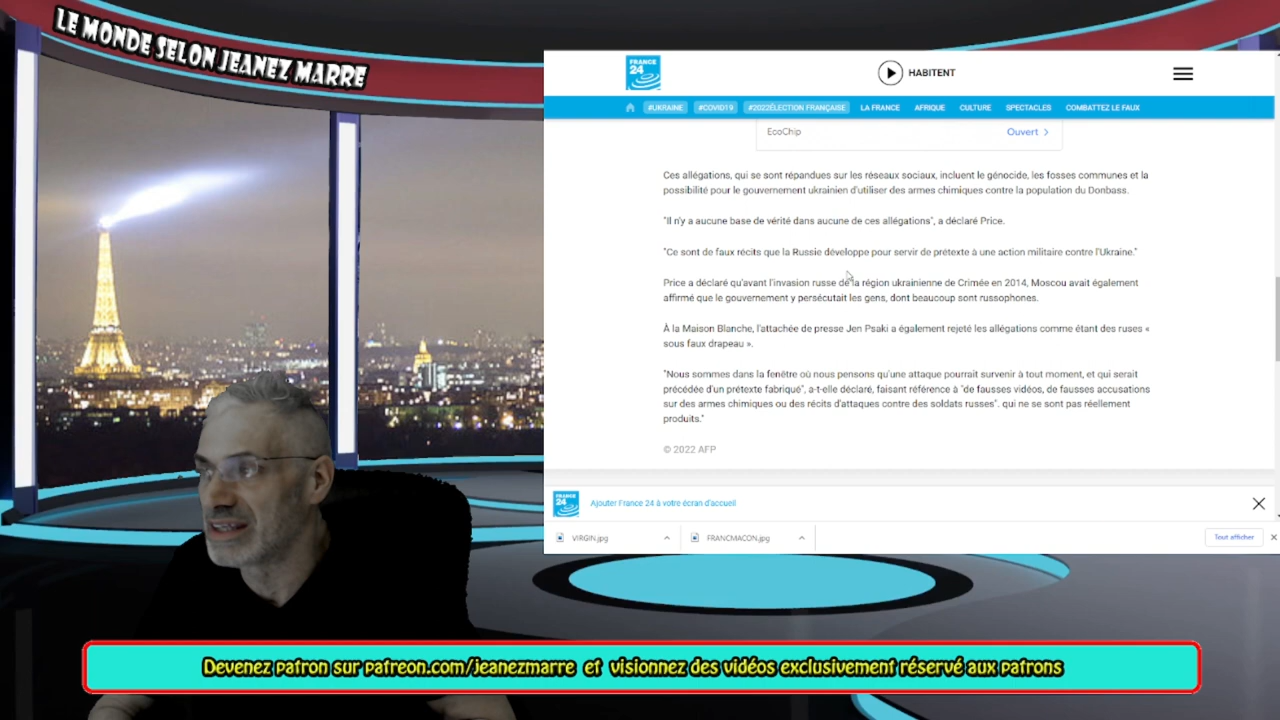 LE MONDE SELON JEANEZ MARRE
FRANCE 24
HABITENT
#UKRAINE #COVID19 #2022ÉLECTION FRANÇAISE LA FRANCE AFRIQUE CULTURE SPECTACLES COMBATTEZ LE FAUX
EcoChip Ouvert
Ces allégations, qui se sont répandues sur les réseaux sociaux, incluent le génocide, les fosses communes et la
possibilité pour le gouvernement ukrainien d'utiliser des armes chimiques contre la population du Donbass.
"Il n'y a aucune base de vérité dans aucune de ces allégations", a déclaré Price.
"Ce sont de faux récits que la Russie développe pour servir de prétexte à une action militaire contre l'Ukraine."
Price a déclaré qu'avant l'invasion russe de la région ukrainienne de Crimée en 2014, Moscou avait également
affirmé que le gouvernement y persécutait les gens, dont beaucoup sont russophones.
À la Maison Blanche, l'attachée de presse Jen Psaki a également rejeté les allégations comme étant des ruses «
sous faux drapeau ».
"Nous sommes dans la fenêtre où nous pensons qu'une attaque pourrait survenir à tout moment, et qui serait
précédée d'un prétexte fabriqué", a-t-elle déclaré, faisant référence à "de fausses vidéos, de fausses accusations
sur des armes chimiques ou des récits d'attaques contre des soldats russes". qui ne se sont pas réellement
produits."
© 2022 AFP
FRANCE 24
Ajouter France 24 à votre écran d'accueil
VIRGIN.jpg FRANCMACON.jpg Tout afficher
Devenez patron sur patreon.com/jeanezmarre et visionnez des vidéos exclusivement réservé aux patrons